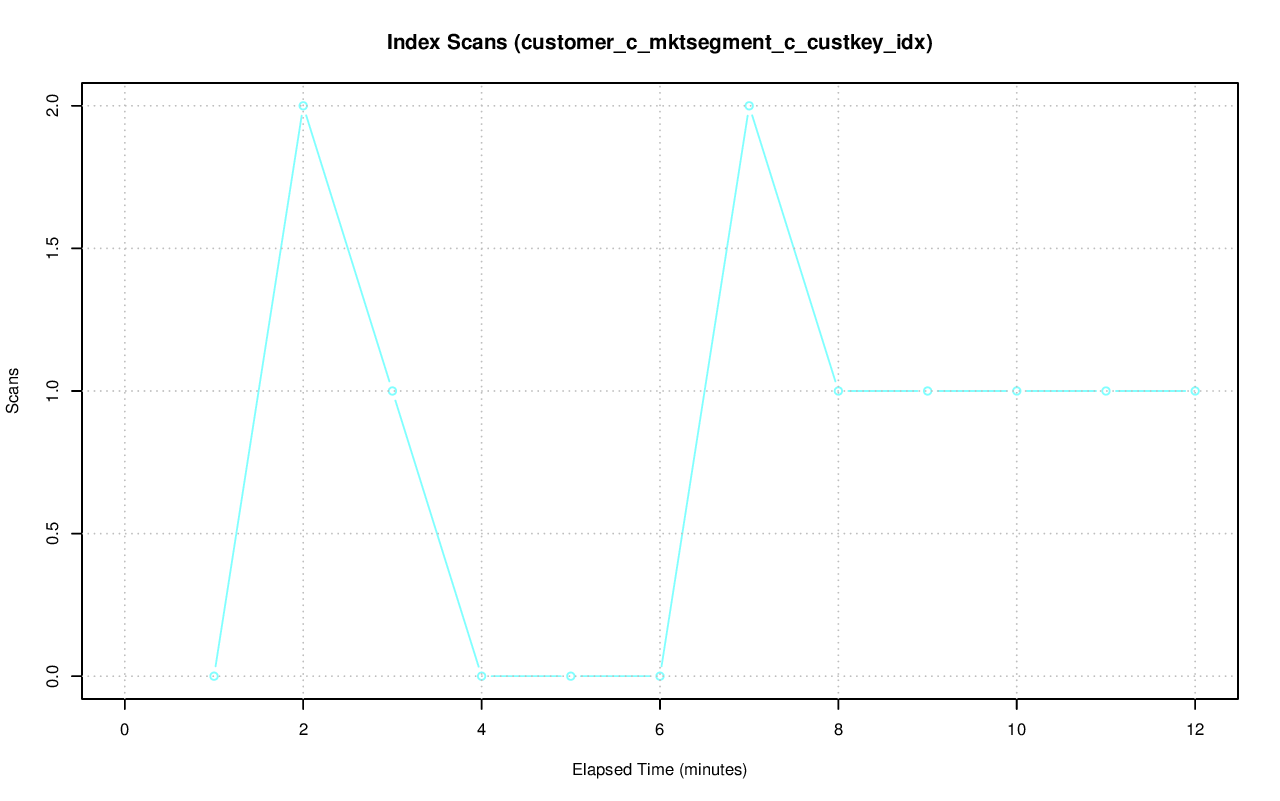 Index Scans (customer_c_mktsegment_c_custkey_idx)
2.0
1.5
1.0
0.5
0.0
Scans
0 2 4 6 8 10 12
Elapsed Time (minutes)